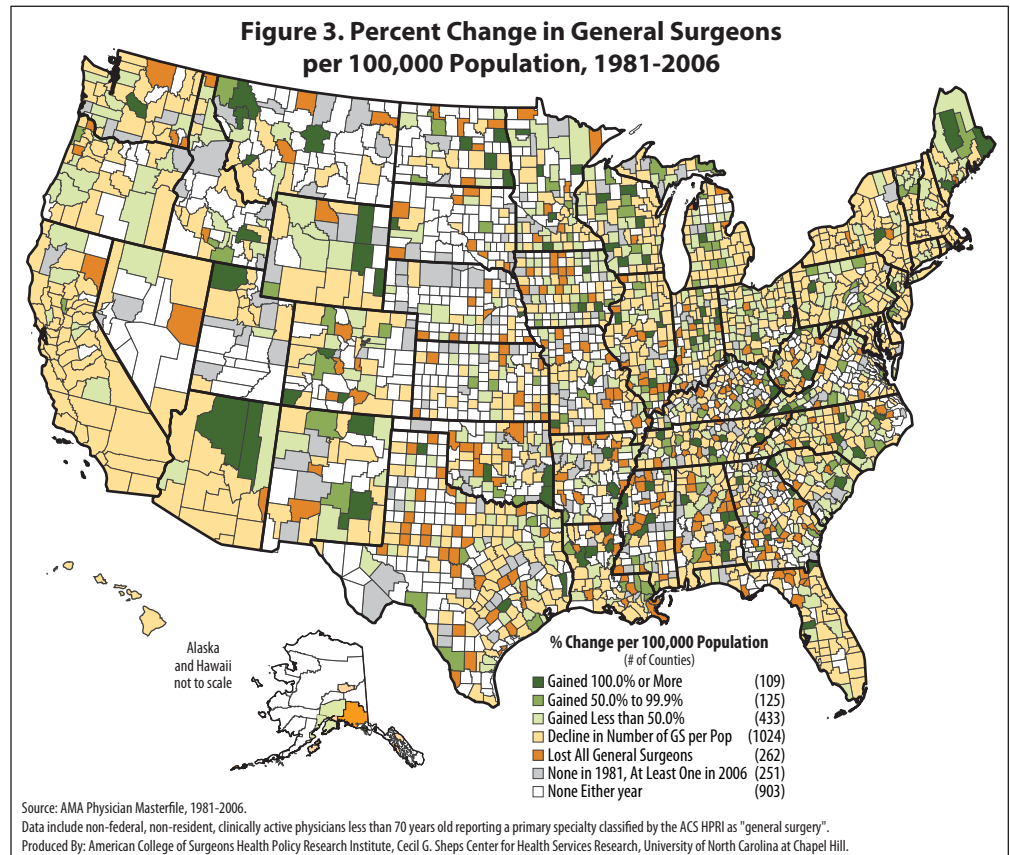 Figure 3. Percent Change in General Surgeons
per 100,000 Population, 1981-2006
Alaska
and Hawaii
not to scale
% Change per 100,000 Population
(# of Counties)
Gained 100.0% or More (109)
Gained 50.0% to 99.9% (125)
Gained Less than 50.0% (433)
Decline in Number of GS per Pop (1024)
Lost All General Surgeons (262)
None in 1981, At Least One in 2006 (251)
None Either year (903)
Source: AMA Physician Masterfile, 1981-2006.
Data include non-federal, non-resident, clinically active physicians less than 70 years old reporting a primary specialty classified by the ACS HPRI as "general surgery".
Produced By: American College of Surgeons Health Policy Research Institute, Cecil G. Sheps Center for Health Services Research, University of North Carolina at Chapel Hill.